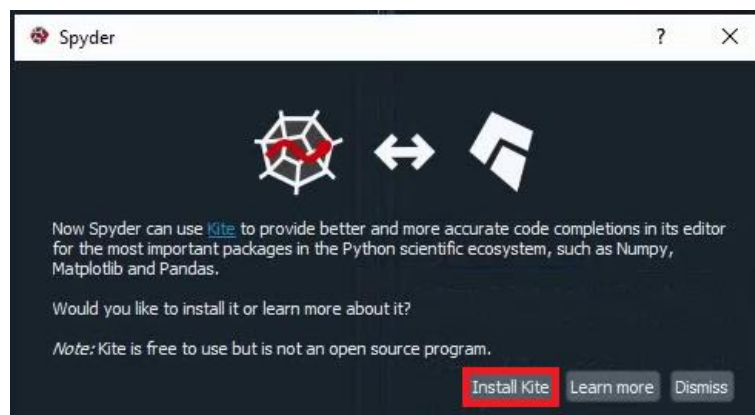 Spyder
?
Now Spyder can use Kite to provide better and more accurate code completions in its editor
for the most important packages in the Python scientific ecosystem, such as Numpy,
Matplotlib and Pandas.
Would you like to install it or learn more about it?
Note: Kite is free to use but is not an open source program.
Install Kite Learn more Dismiss